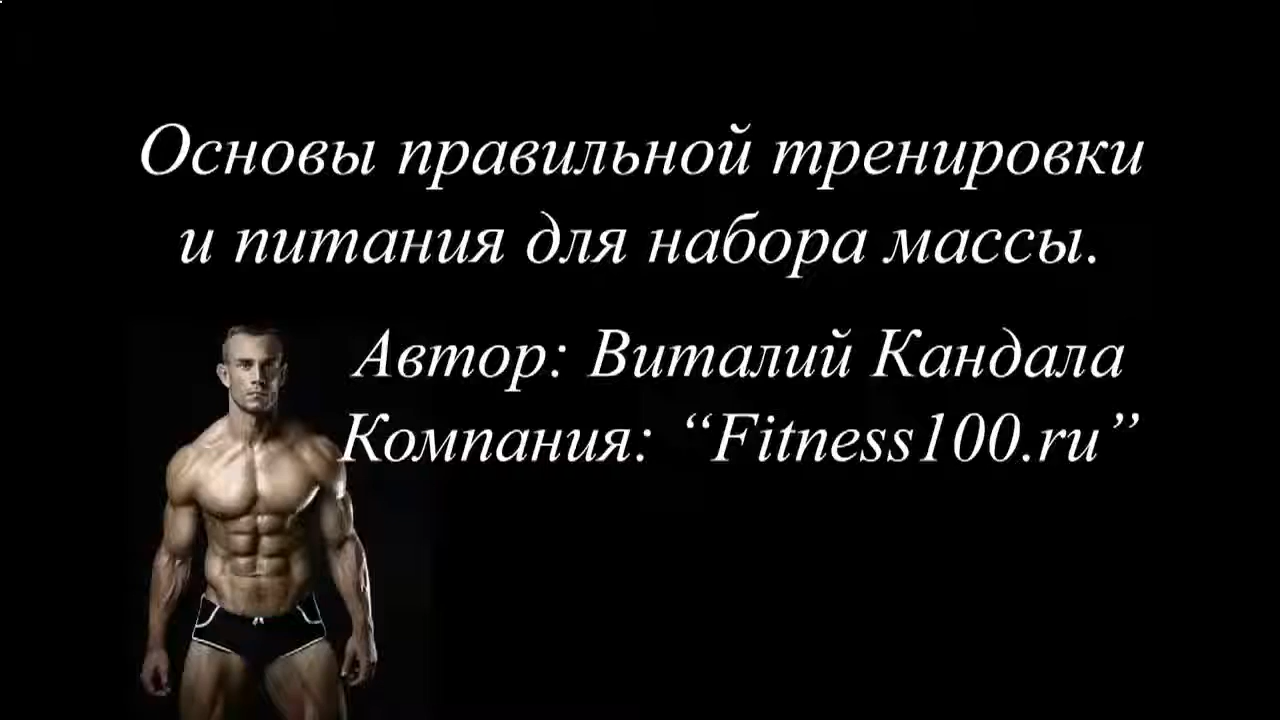 Основы правильной тренировки
и питания для набора массы.
Автор: Виталий Кандала
Компания: “Fitness100.ru”